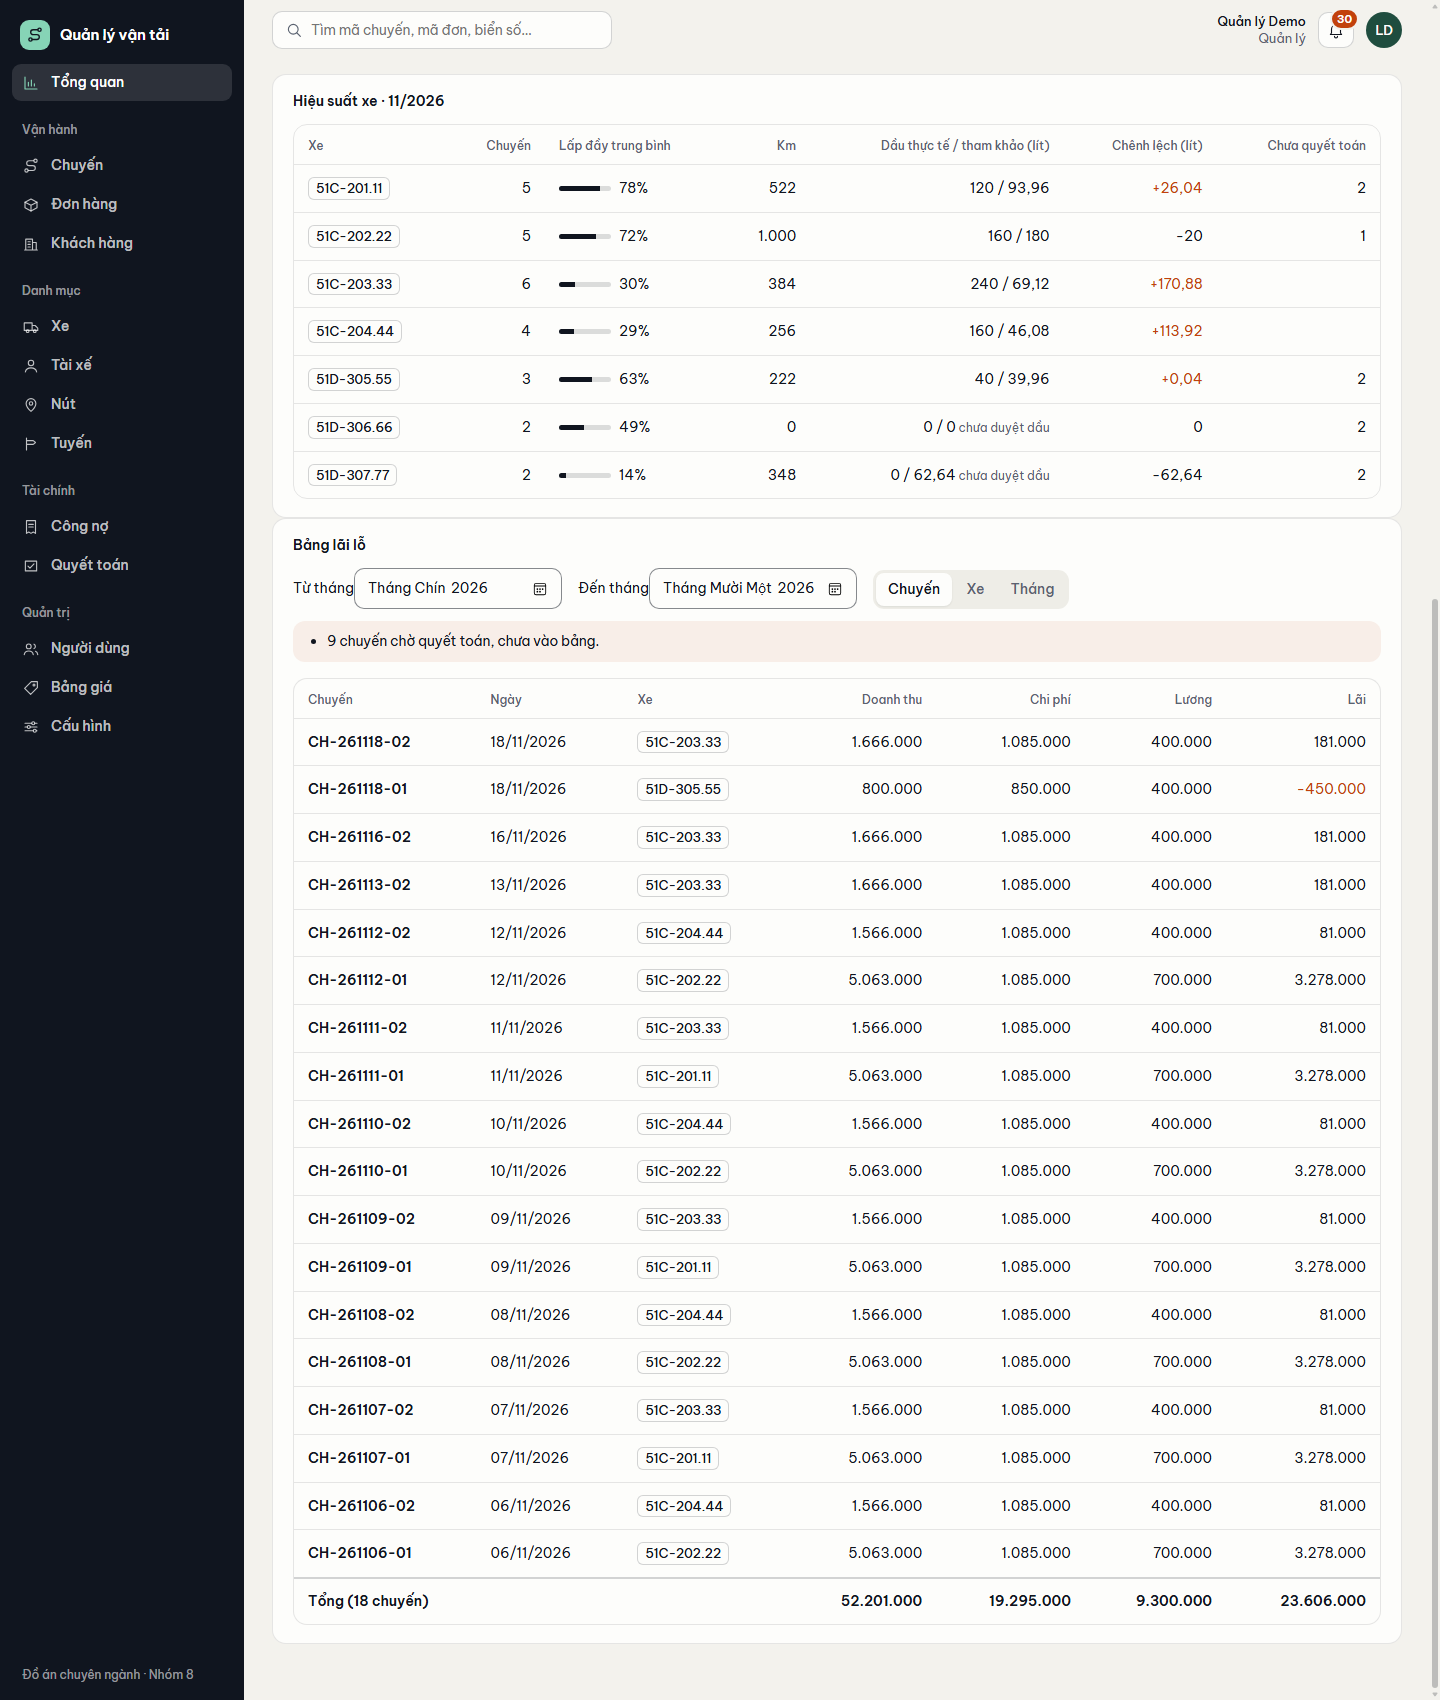 Quản lý vận tải
Tổng quan
Vận hành
Chuyến
Đơn hàng
Khách hàng
Danh mục
Xe
Tài xế
Nút
Tuyến
Tài chính
Công nợ
Quyết toán
Quản trị
Người dùng
Bảng giá
Cấu hình
Đồ án chuyên ngành · Nhóm 8
Tìm mã chuyến, mã đơn, biển số...
Quản lý Demo
Quản lý
30
LD
Hiệu suất xe · 11/2026
Xe Chuyến Lấp đầy trung bình Km Dầu thực tế / tham khảo (lít) Chênh lệch (lít) Chưa quyết toán
51C-201.11 5 78% 522 120 / 93,96 +26,04 2
51C-202.22 5 72% 1.000 160 / 180 -20 1
51C-203.33 6 30% 384 240 / 69,12 +170,88
51C-204.44 4 29% 256 160 / 46,08 +113,92
51D-305.55 3 63% 222 40 / 39,96 +0,04 2
51D-306.66 2 49% 0 0 / 0 chưa duyệt dầu 0 2
51D-307.77 2 14% 348 0 / 62,64 chưa duyệt dầu -62,64 2
Bảng lãi lỗ
Từ tháng Tháng Chín 2026 Đến tháng Tháng Mười Một 2026 Chuyến Xe Tháng
• 9 chuyến chờ quyết toán, chưa vào bảng.
Chuyến Ngày Xe Doanh thu Chi phí Lương Lãi
CH-261118-02 18/11/2026 51C-203.33 1.666.000 1.085.000 400.000 181.000
CH-261118-01 18/11/2026 51D-305.55 800.000 850.000 400.000 -450.000
CH-261116-02 16/11/2026 51C-203.33 1.666.000 1.085.000 400.000 181.000
CH-261113-02 13/11/2026 51C-203.33 1.666.000 1.085.000 400.000 181.000
CH-261112-02 12/11/2026 51C-204.44 1.566.000 1.085.000 400.000 81.000
CH-261112-01 12/11/2026 51C-202.22 5.063.000 1.085.000 700.000 3.278.000
CH-261111-02 11/11/2026 51C-203.33 1.566.000 1.085.000 400.000 81.000
CH-261111-01 11/11/2026 51C-201.11 5.063.000 1.085.000 700.000 3.278.000
CH-261110-02 10/11/2026 51C-204.44 1.566.000 1.085.000 400.000 81.000
CH-261110-01 10/11/2026 51C-202.22 5.063.000 1.085.000 700.000 3.278.000
CH-261109-02 09/11/2026 51C-203.33 1.566.000 1.085.000 400.000 81.000
CH-261109-01 09/11/2026 51C-201.11 5.063.000 1.085.000 700.000 3.278.000
CH-261108-02 08/11/2026 51C-204.44 1.566.000 1.085.000 400.000 81.000
CH-261108-01 08/11/2026 51C-202.22 5.063.000 1.085.000 700.000 3.278.000
CH-261107-02 07/11/2026 51C-203.33 1.566.000 1.085.000 400.000 81.000
CH-261107-01 07/11/2026 51C-201.11 5.063.000 1.085.000 700.000 3.278.000
CH-261106-02 06/11/2026 51C-204.44 1.566.000 1.085.000 400.000 81.000
CH-261106-01 06/11/2026 51C-202.22 5.063.000 1.085.000 700.000 3.278.000
Tổng (18 chuyến) 52.201.000 19.295.000 9.300.000 23.606.000